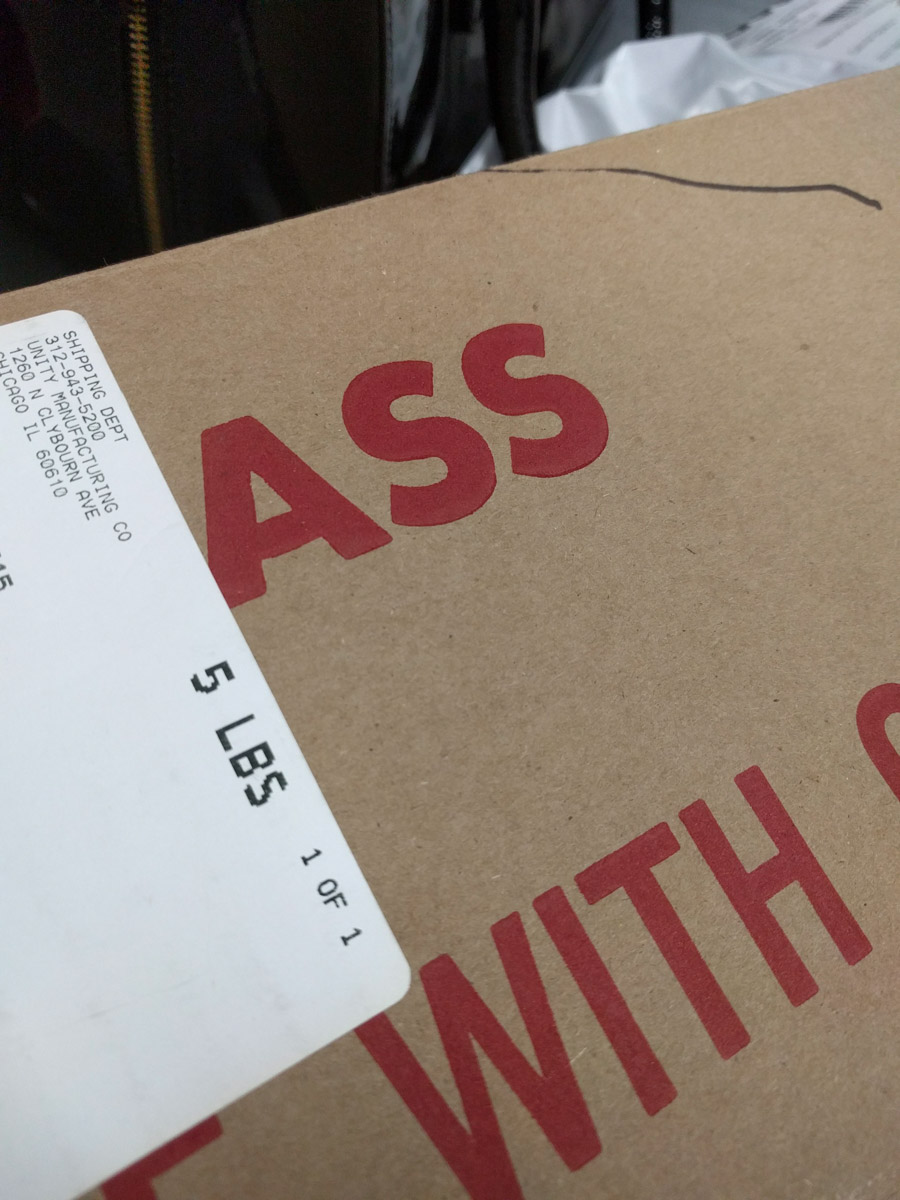 SHIPPING DEPT
312-943-5200
UNITY MANUFACTURING CO
1260 N CLYBOURN AVE
CHICAGO IL 60610
5 LBS
1 OF 1
ASS
WITH